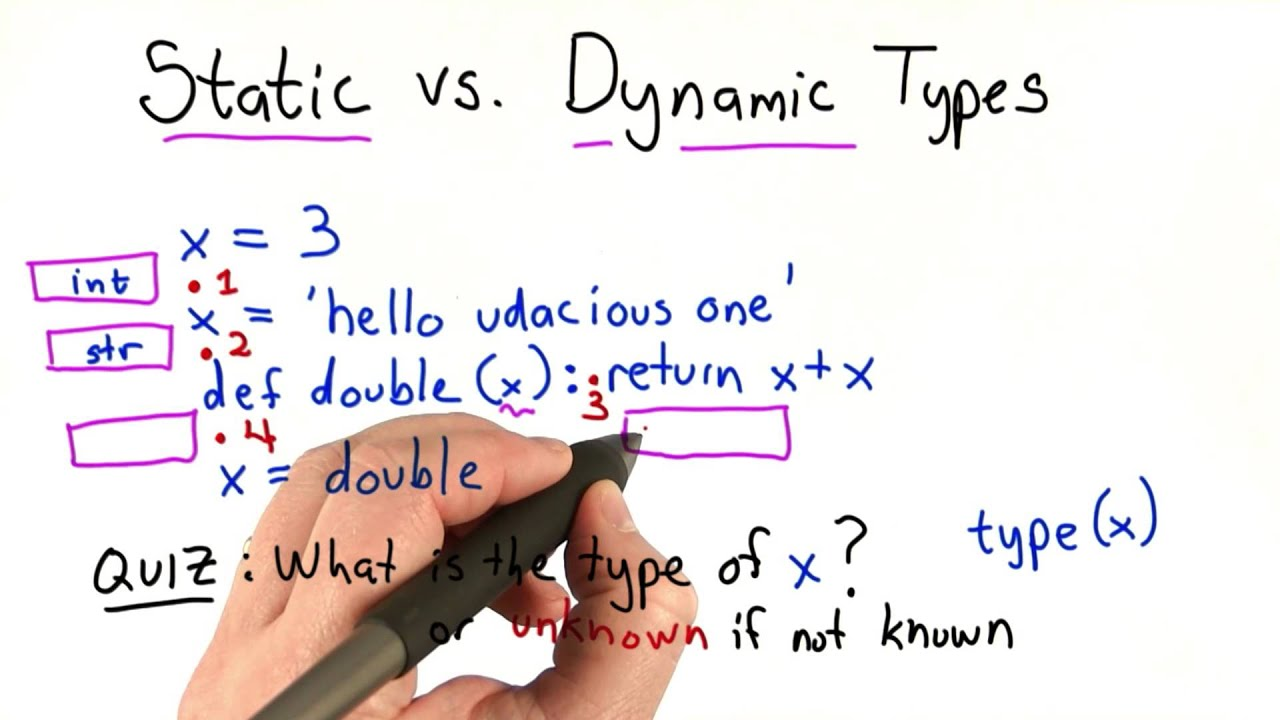 Static vs. Dynamic Types
x = 3
int • 1
x = 'hello udacious one'
str • 2
def double (x): • return x + x
3
• 4
x = double
type(x)
QUIZ: What is the type of x?
or unknown if not known